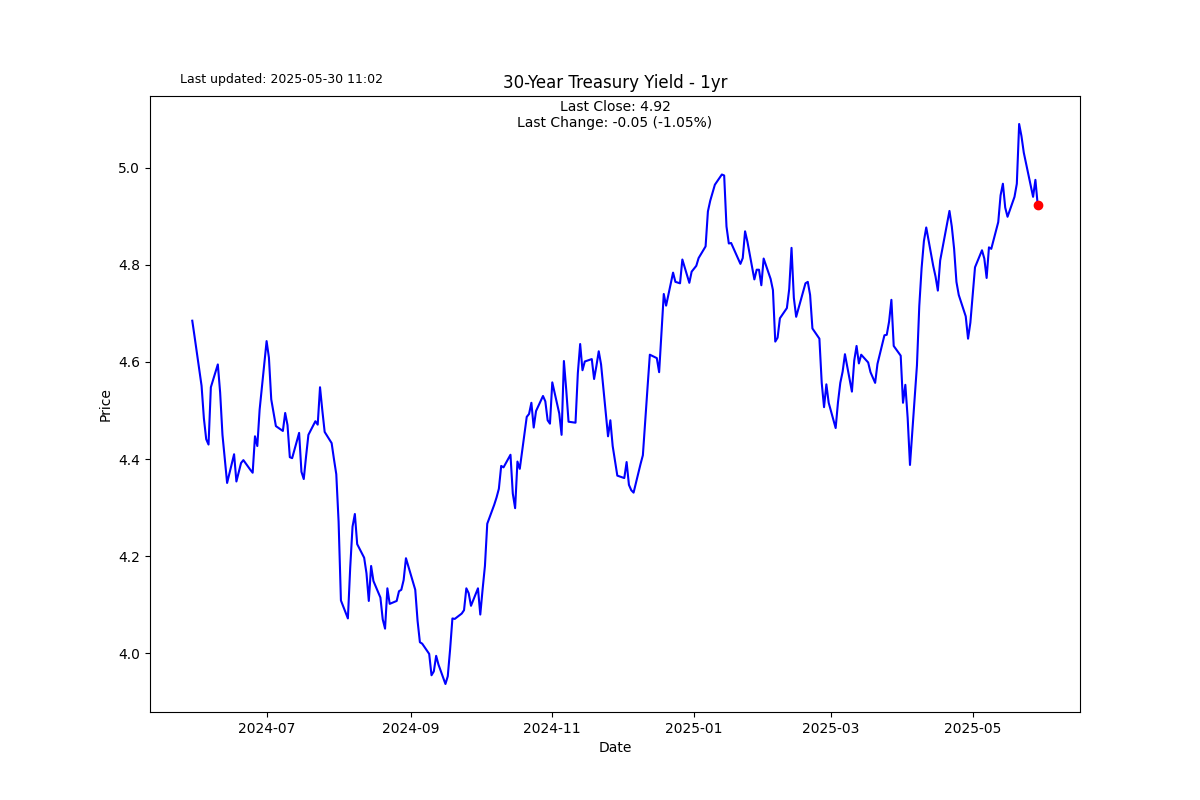 Last updated: 2025-05-30 11:02
30-Year Treasury Yield - 1yr
Last Close: 4.92
Last Change: -0.05 (-1.05%)
5.0
4.8
4.6
4.4
4.2
4.0
Price
2024-07
2024-09
2024-11
2025-01
2025-03
2025-05
Date